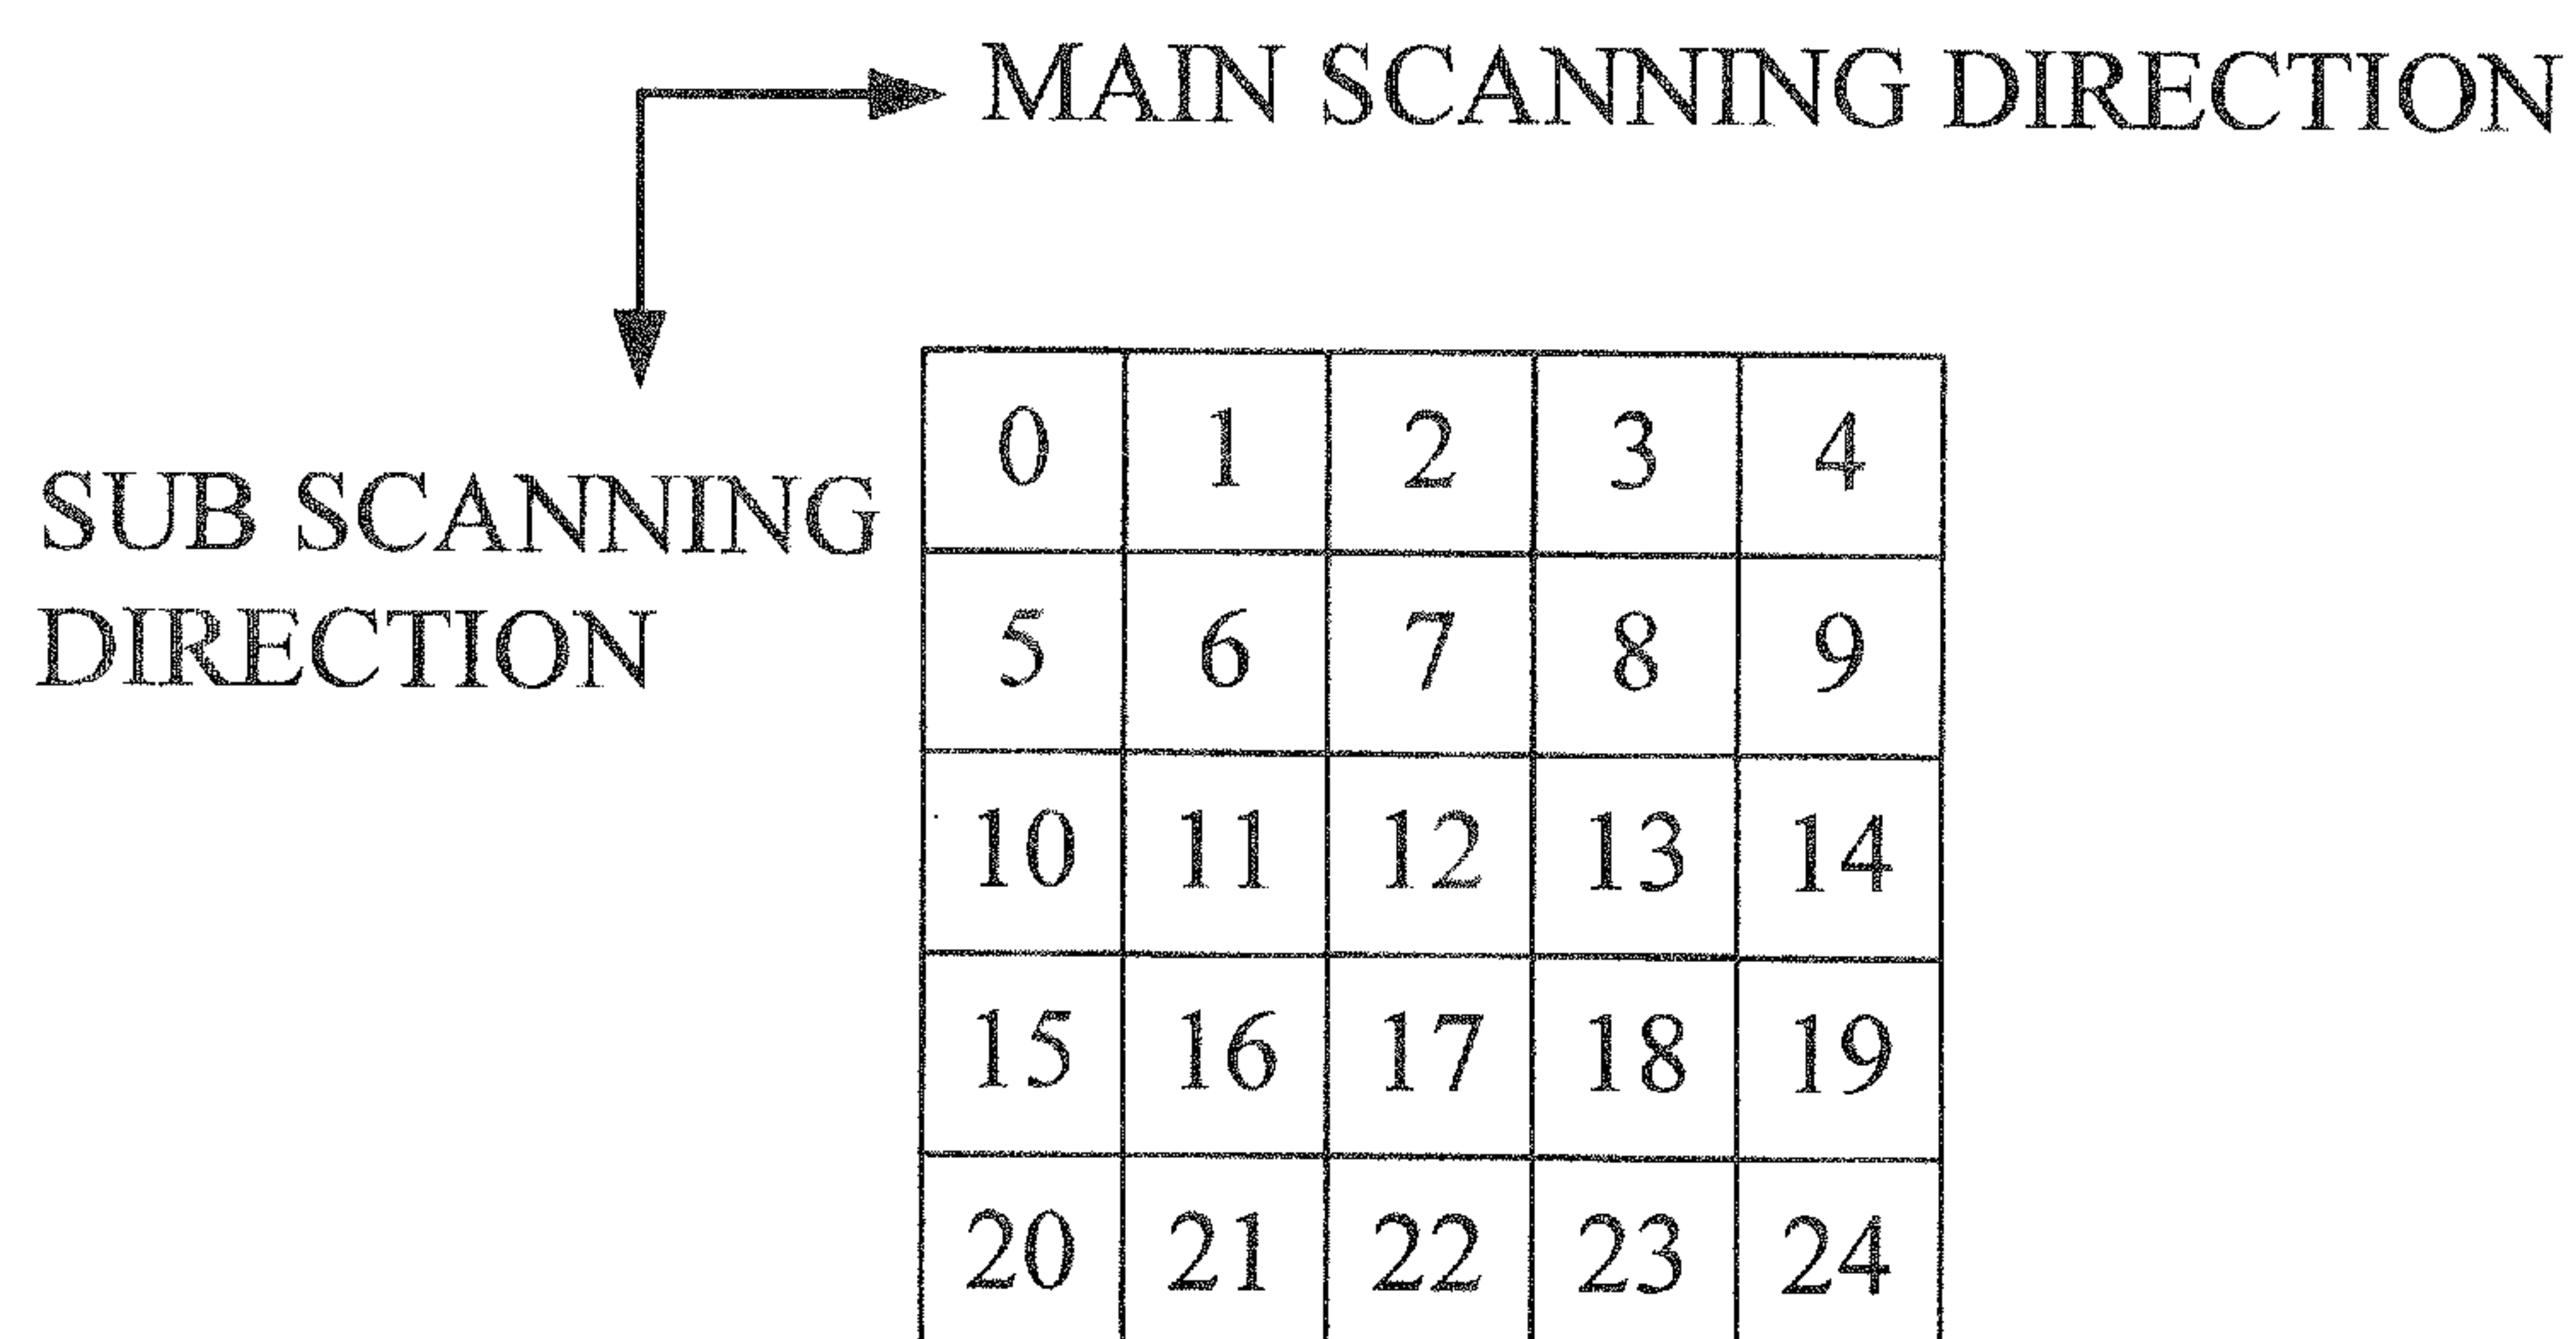 MAIN SCANNING DIRECTION
SUB SCANNING
DIRECTION
0 1 2 3 4
5 6 7 8 9
10 11 12 13 14
15 16 17 18 19
20 21 22 23 24